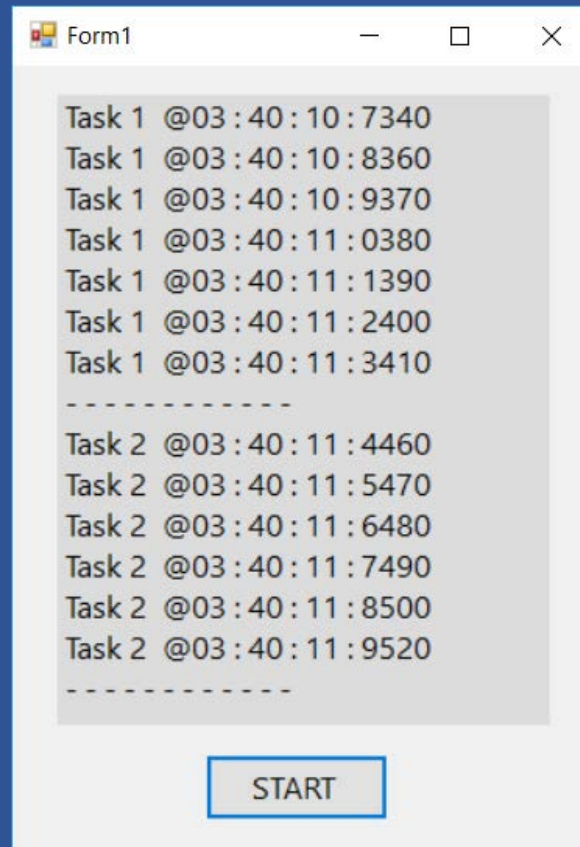 Form1
Task 1 @03 : 40 : 10 : 7340
Task 1 @03 : 40 : 10 : 8360
Task 1 @03 : 40 : 10 : 9370
Task 1 @03 : 40 : 11 : 0380
Task 1 @03 : 40 : 11 : 1390
Task 1 @03 : 40 : 11 : 2400
Task 1 @03 : 40 : 11 : 3410
- - - - - - - - - - - -
Task 2 @03 : 40 : 11 : 4460
Task 2 @03 : 40 : 11 : 5470
Task 2 @03 : 40 : 11 : 6480
Task 2 @03 : 40 : 11 : 7490
Task 2 @03 : 40 : 11 : 8500
Task 2 @03 : 40 : 11 : 9520
- - - - - - - - - - - -
START